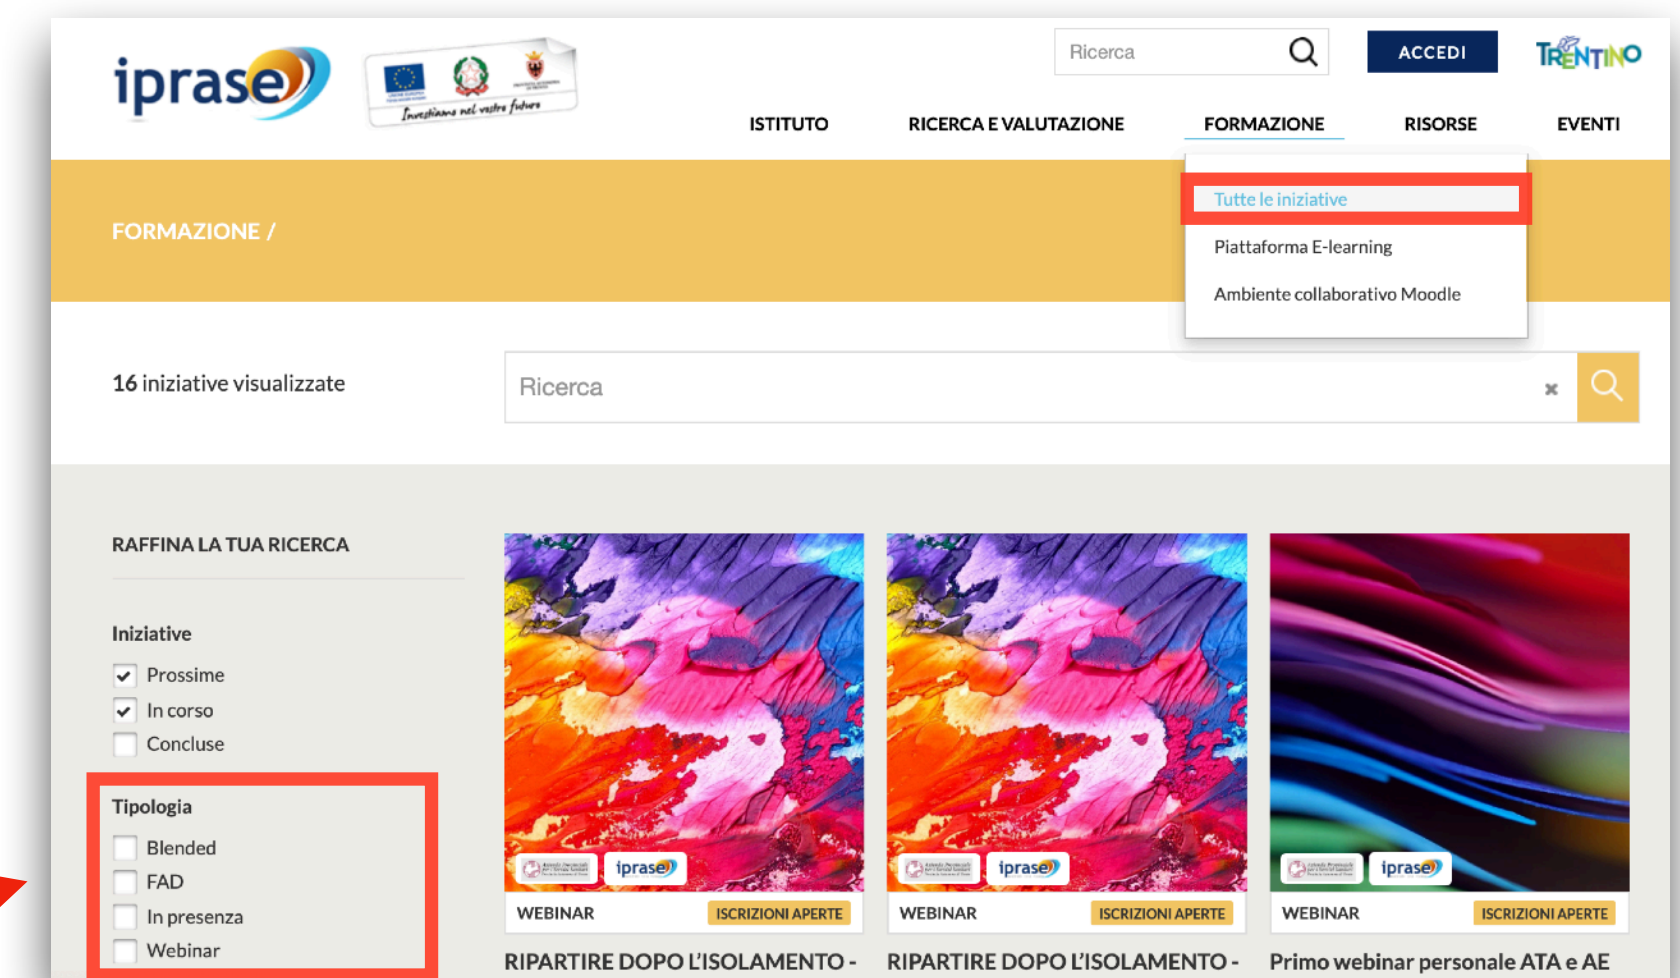 iprase
Investiamo nel vostro futuro
Ricerca
ACCEDI
TRENTINO
ISTITUTO
RICERCA E VALUTAZIONE
FORMAZIONE
RISORSE
EVENTI
Tutte le iniziative
Piattaforma E-learning
Ambiente collaborativo Moodle
FORMAZIONE /
16 iniziative visualizzate
Ricerca
RAFFINA LA TUA RICERCA
Iniziative
Prossime
In corso
Concluse
Tipologia
Blended
FAD
In presenza
Webinar
iprase
WEBINAR
ISCRIZIONI APERTE
RIPARTIRE DOPO L'ISOLAMENTO -
iprase
WEBINAR
ISCRIZIONI APERTE
RIPARTIRE DOPO L'ISOLAMENTO -
iprase
WEBINAR
ISCRIZIONI APERTE
Primo webinar personale ATA e AE